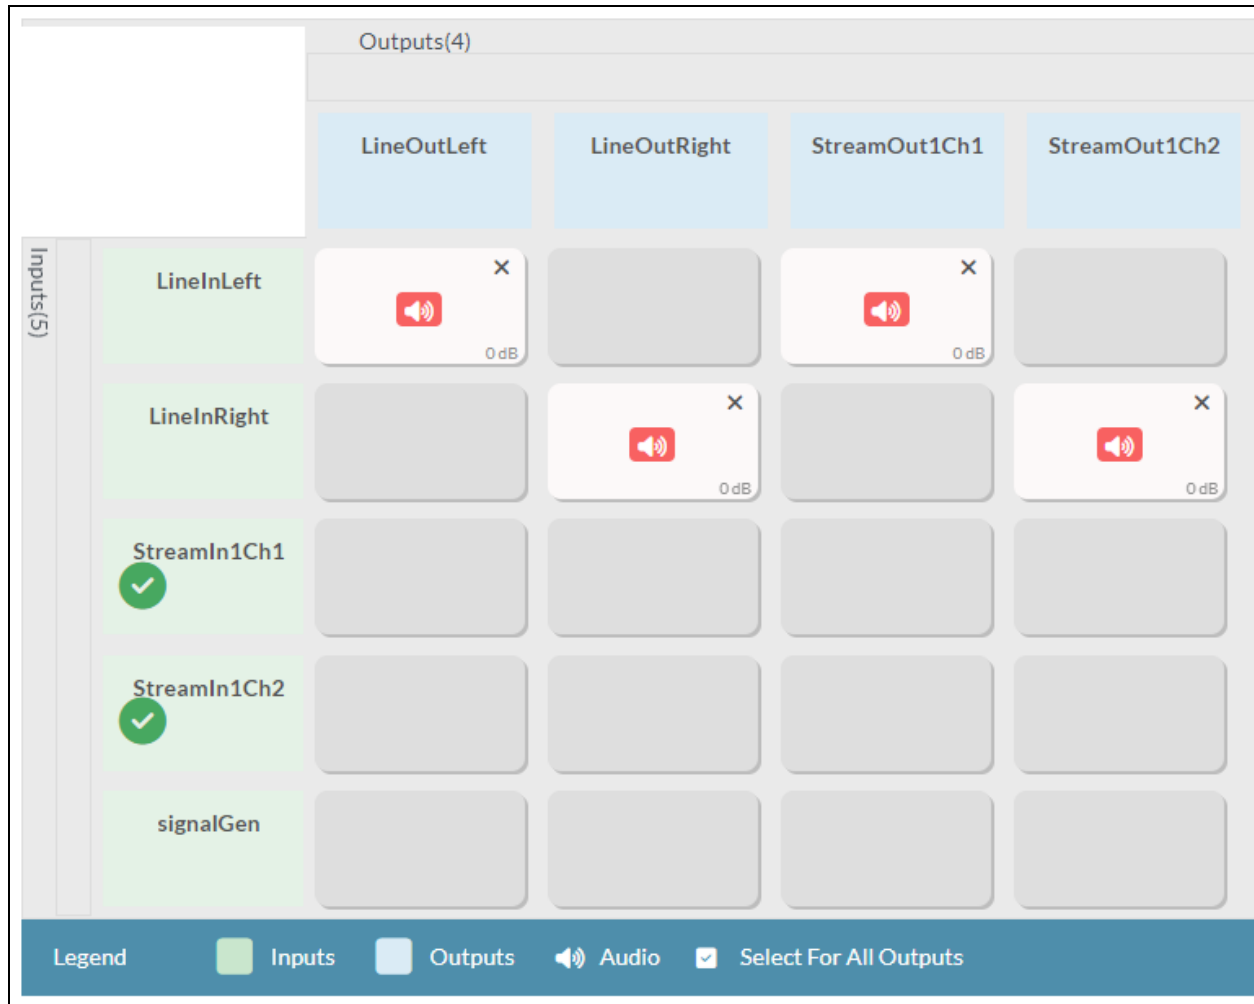 Outputs(4)
LineOutLeft LineOutRight StreamOut1Ch1 StreamOut1Ch2
Inputs(5)
LineInLeft
0 dB 0 dB
LineInRight
0 dB 0 dB
StreamIn1Ch1
StreamIn1Ch2
signalGen
Legend Inputs Outputs Audio Select For All Outputs